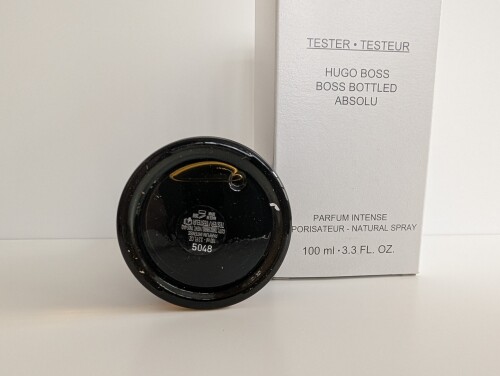 TESTER • TESTEUR
HUGO BOSS
BOSS BOTTLED
ABSOLU
PARFUM INTENSE
PORISATEUR - NATURAL SPRAY
100 ml • 3.3 FL. OZ.
5048